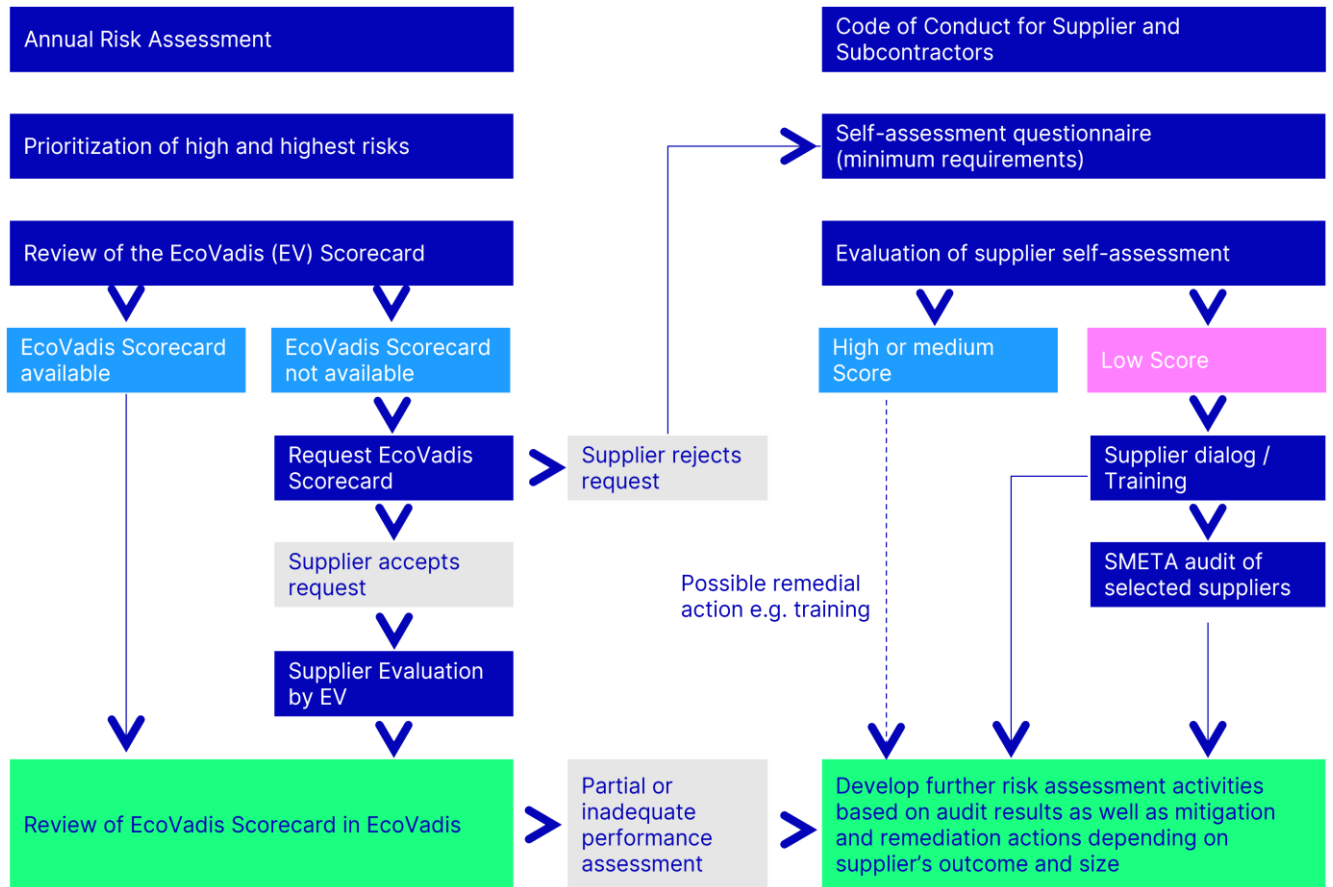 Annual Risk Assessment
Prioritization of high and highest risks
Review of the EcoVadis (EV) Scorecard
EcoVadis Scorecard
available
EcoVadis Scorecard
not available
Request EcoVadis
Scorecard
Supplier rejects
request
Supplier accepts
request
Supplier Evaluation
by EV
Review of EcoVadis Scorecard in EcoVadis
Partial or
inadequate
performance
assessment
Code of Conduct for Supplier and
Subcontractors
Self-assessment questionnaire
(minimum requirements)
Evaluation of supplier self-assessment
High or medium
Score
Low Score
Supplier dialog /
Training
SMETA audit of
selected suppliers
Possible remedial
action e.g. training
Develop further risk assessment activities
based on audit results as well as mitigation
and remediation actions depending on
supplier's outcome and size